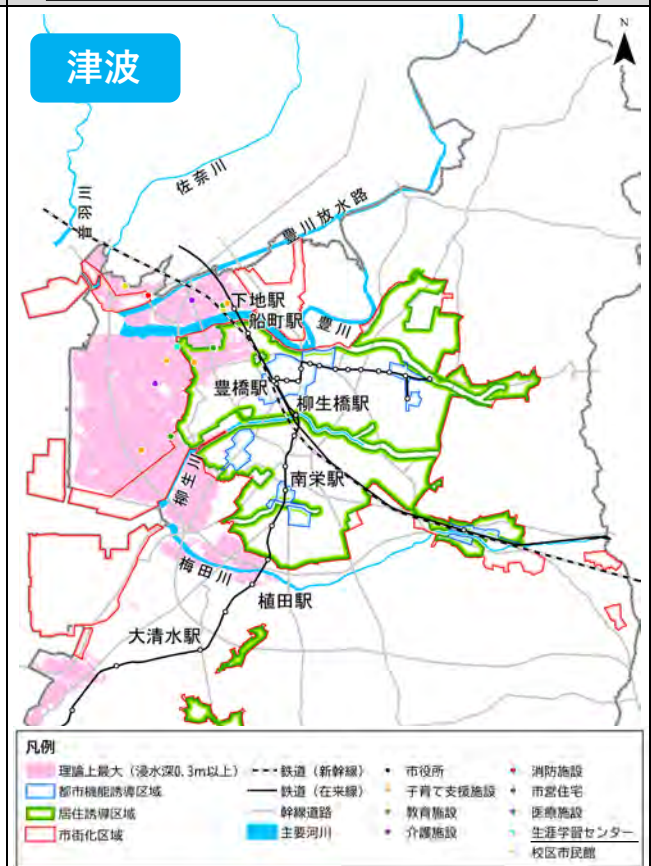 津波
N
佐奈川
音羽川
豊川放水路
下地駅
船町駅
豊川
豊橋駅
柳生橋駅
柳生川
南栄駅
梅田川
植田駅
大清水駅
凡例
理論上最大（浸水深0.3m以上）
鉄道（新幹線）
市役所
消防施設
都市機能誘導区域
鉄道（在来線）
子育て支援施設
市営住宅
居住誘導区域
幹線道路
教育施設
医療施設
市街化区域
主要河川
介護施設
生涯学習センター
校区市民館